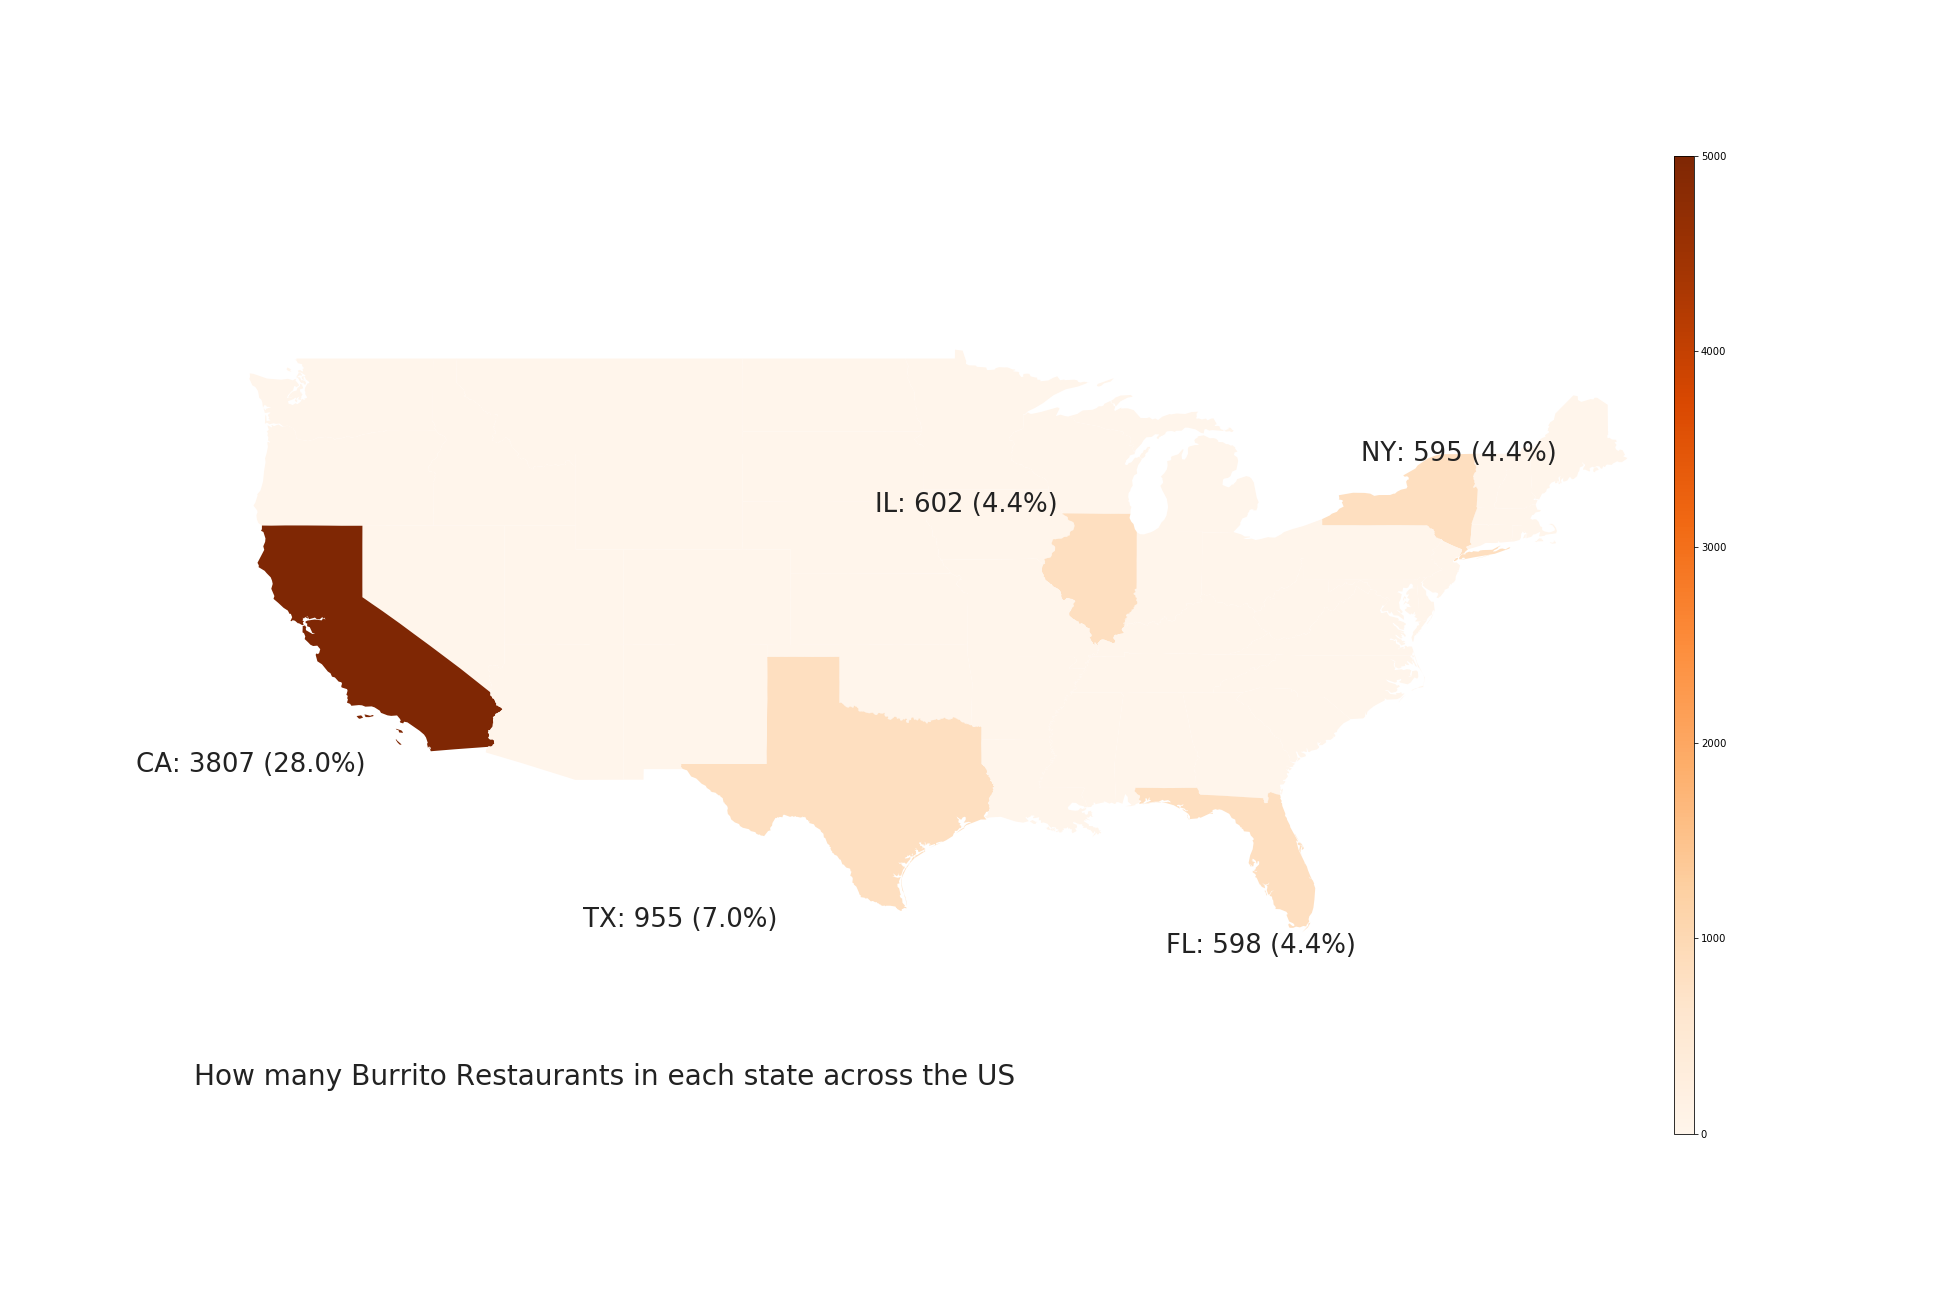 5000
4000
NY: 595 (4.4%)
IL: 602 (4.4%)
3000
CA: 3807 (28.0%)
2000
TX: 955 (7.0%)
FL: 598 (4.4%)
1000
How many Burrito Restaurants in each state across the US
0